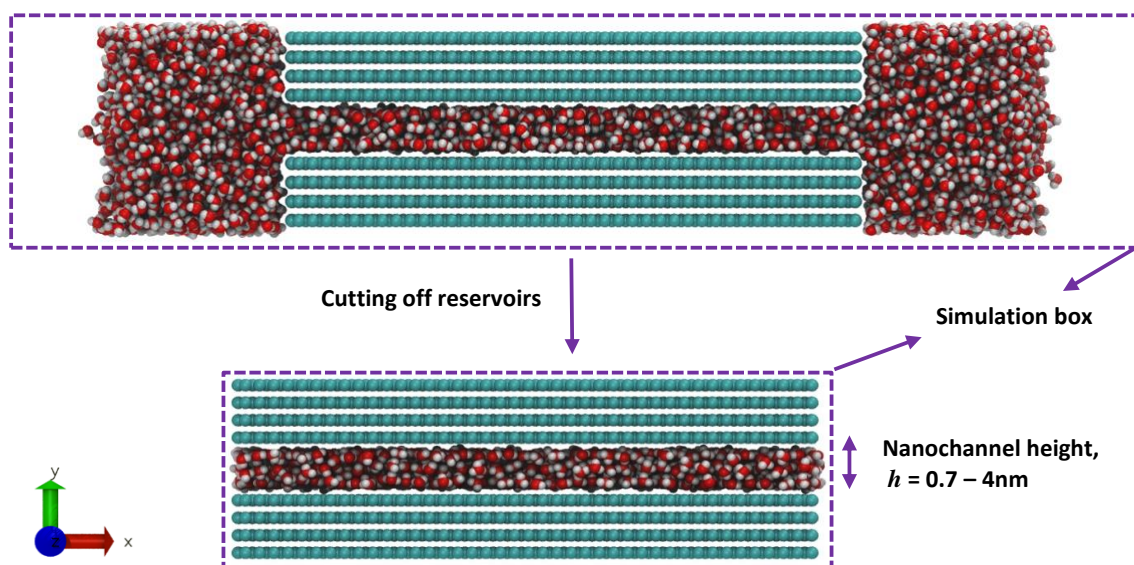 Cutting off reservoirs
Simulation box
Nanochannel height,
h = 0.7 – 4nm
y
z
x